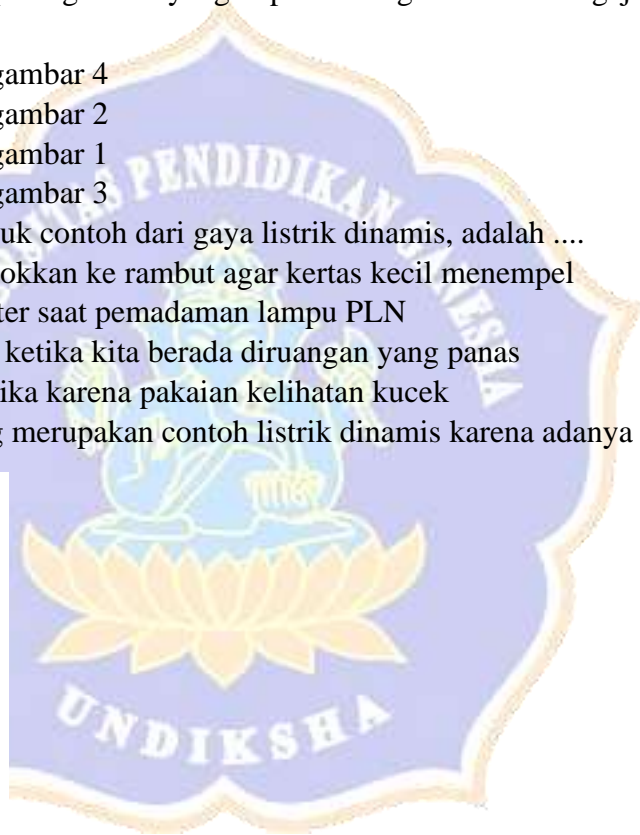 gambar 4
gambar 2
gambar 1
gambar 3
uk contoh dari gaya listrik dinamis, adalah ....
okkan ke rambut agar kertas kecil menempel
ter saat pemadaman lampu PLN
ketika kita berada diruangan yang panas
ika karena pakaian kelihatan kucek
g merupakan contoh listrik dinamis karena adanya
PENDIDIKAN
UNDIKSHA